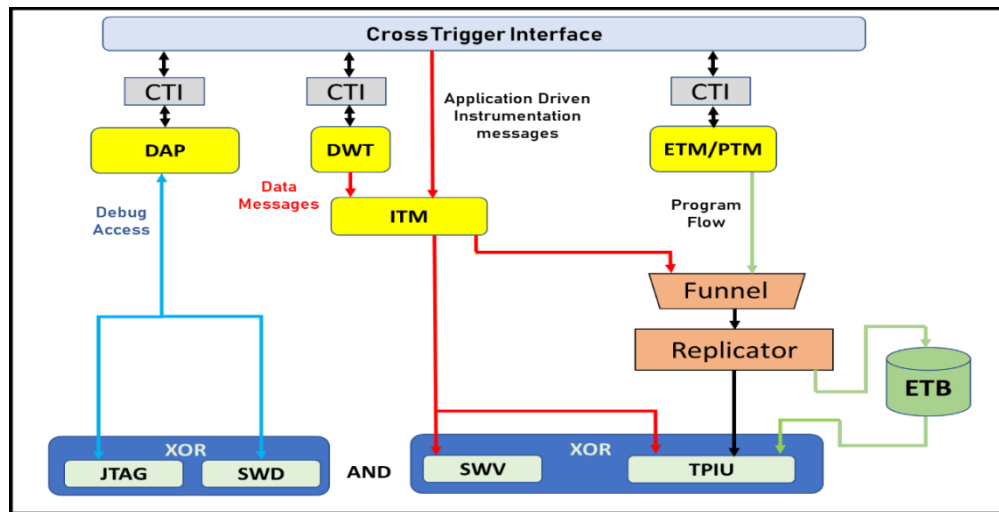 Cross Trigger Interface
CTI
CTI
CTI
Application Driven
Instrumentation
messages
DAP
DWT
ETM/PTM
Data
Messages
Debug
Access
ITM
Program
Flow
Funnel
Replicator
ETB
XOR
XOR
JTAG
SWD
AND
SWV
TPIU